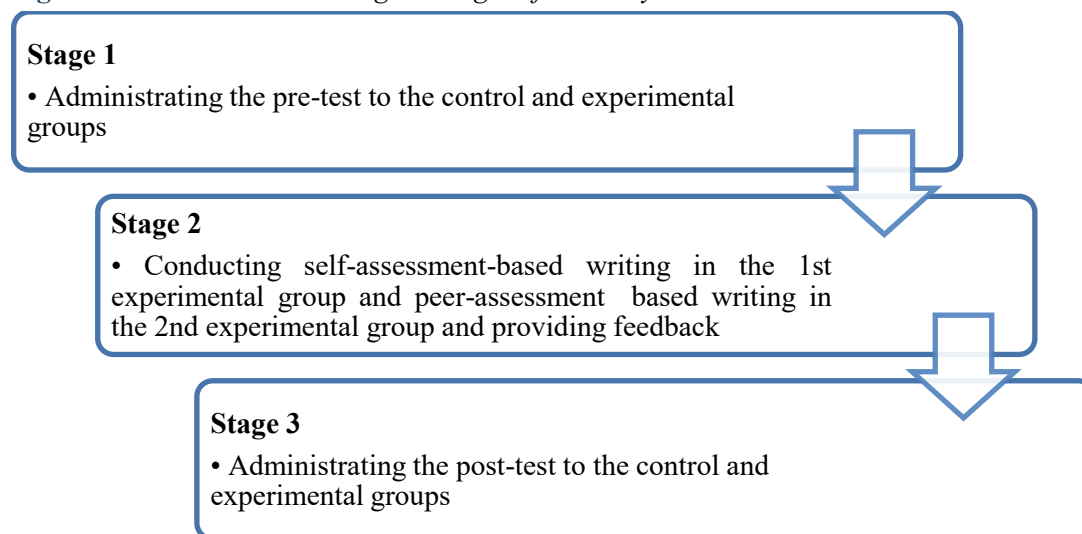 Stage 1
• Administrating the pre-test to the control and experimental
groups
Stage 2
• Conducting self-assessment-based writing in the 1st
experimental group and peer-assessment based writing in
the 2nd experimental group and providing feedback
Stage 3
• Administrating the post-test to the control and
experimental groups